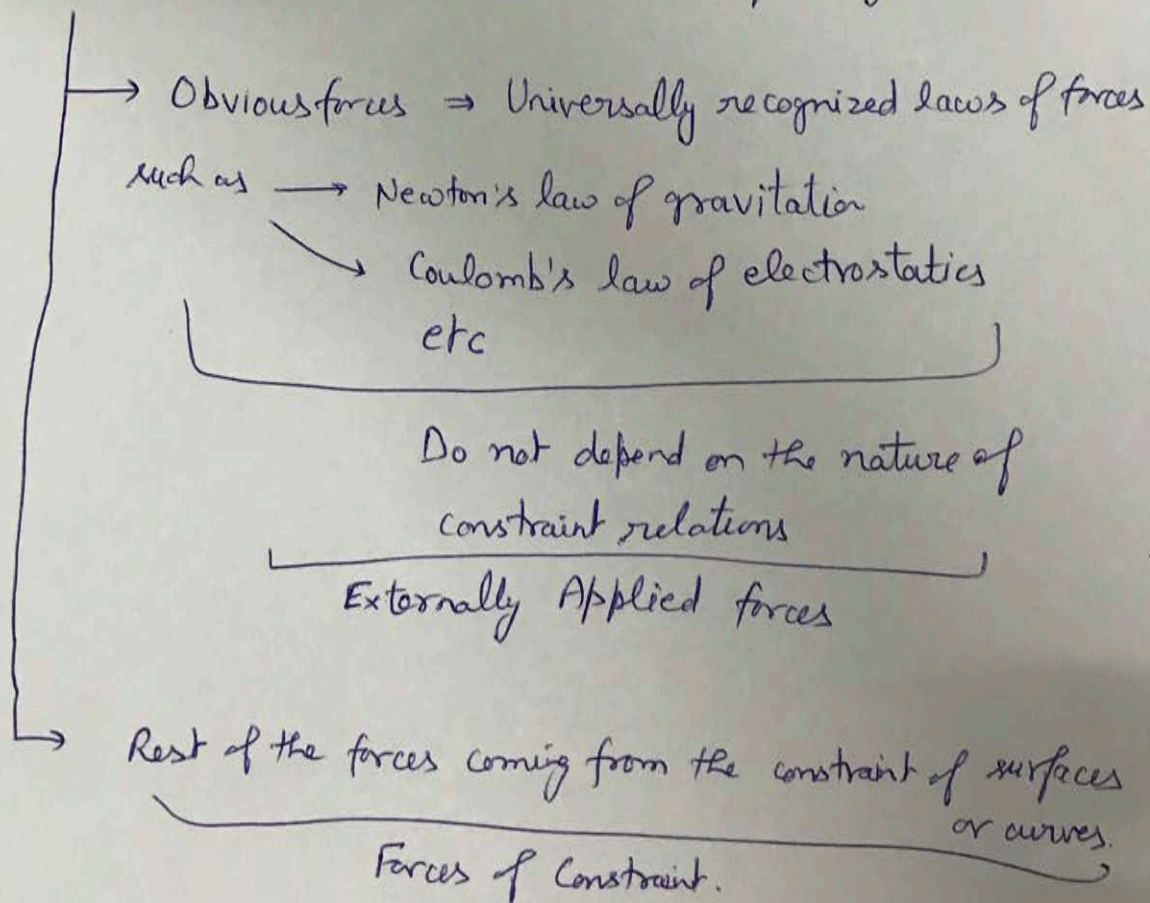 Obvious forces ⇒ Universally recognized laws of forces
such as → Newton's law of gravitation
→ Coulomb's law of electrostatics
etc
Do not depend on the nature of
constraint relations
Externally Applied forces
→ Rest of the forces coming from the constraint of surfaces
or curves.
Forces of Constraint.